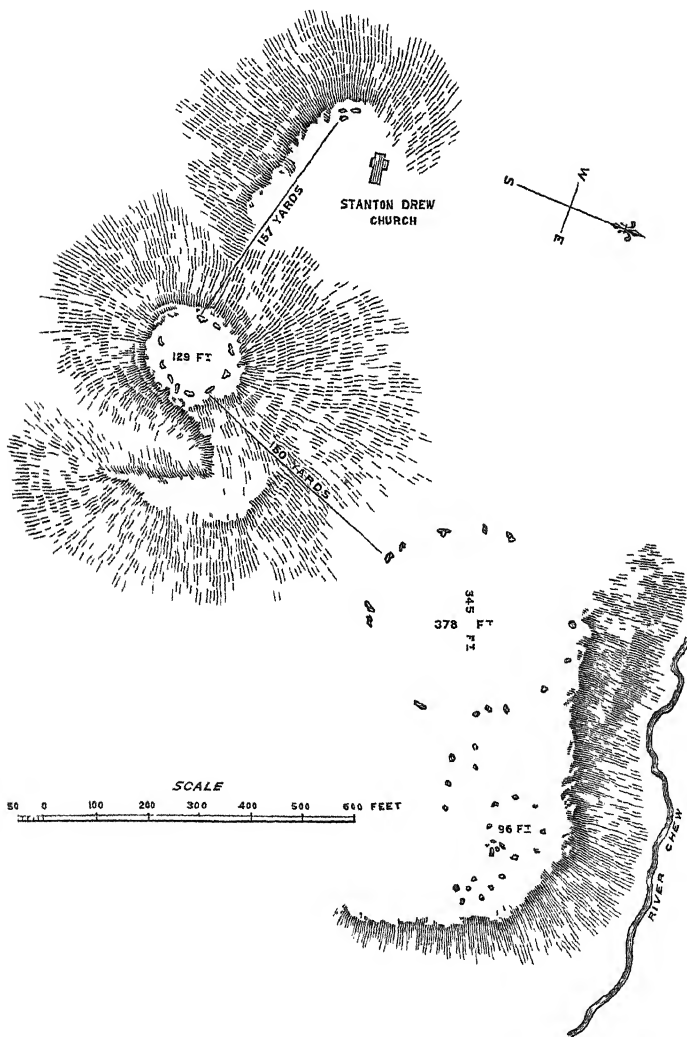 STANTON DREW
CHURCH
S
W
E
157 YARDS
129 FT
150 YARDS
345 FT
378 FT
SCALE
50 0 100 200 300 400 500 600 FEET
96 FT
RIVER CHEW